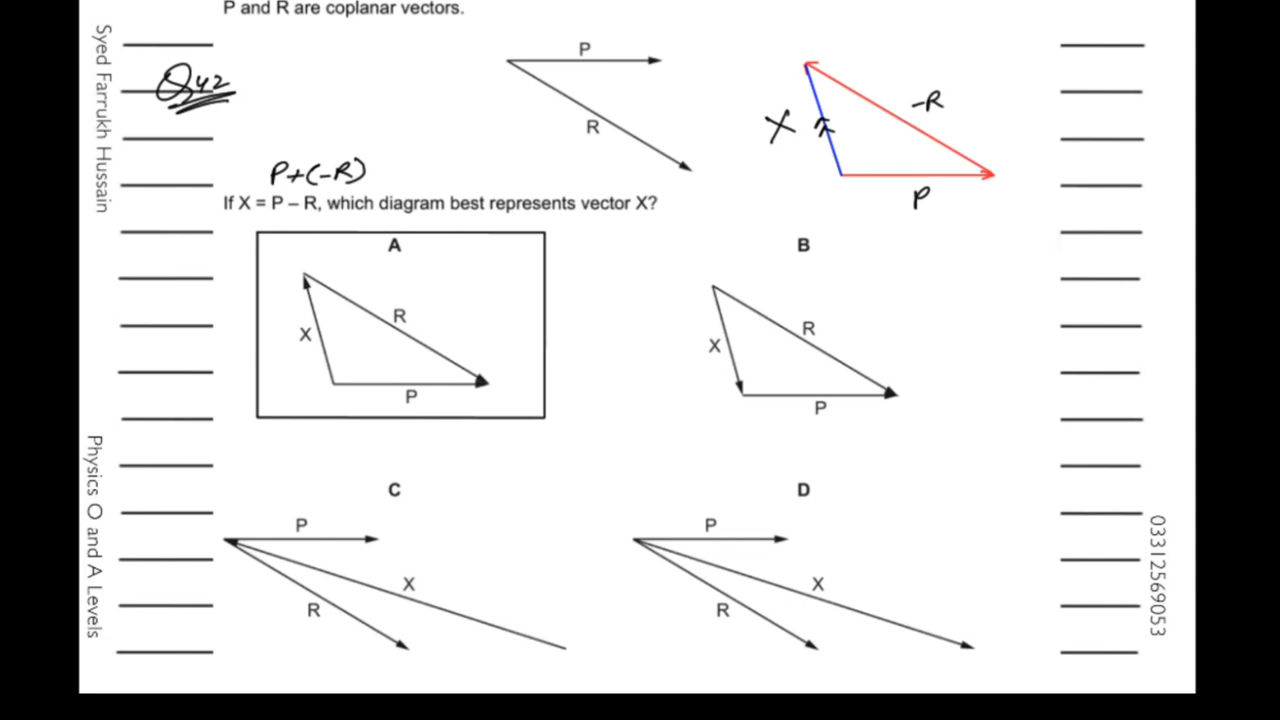 P and R are coplanar vectors.
Syed Farrukh Hussain
Q42
P
R
X
-R
P
P+(-R)
If X = P – R, which diagram best represents vector X?
A
R
X
P
B
R
X
P
C
P
X
R
D
P
X
R
Physics O and A Levels
03312569053